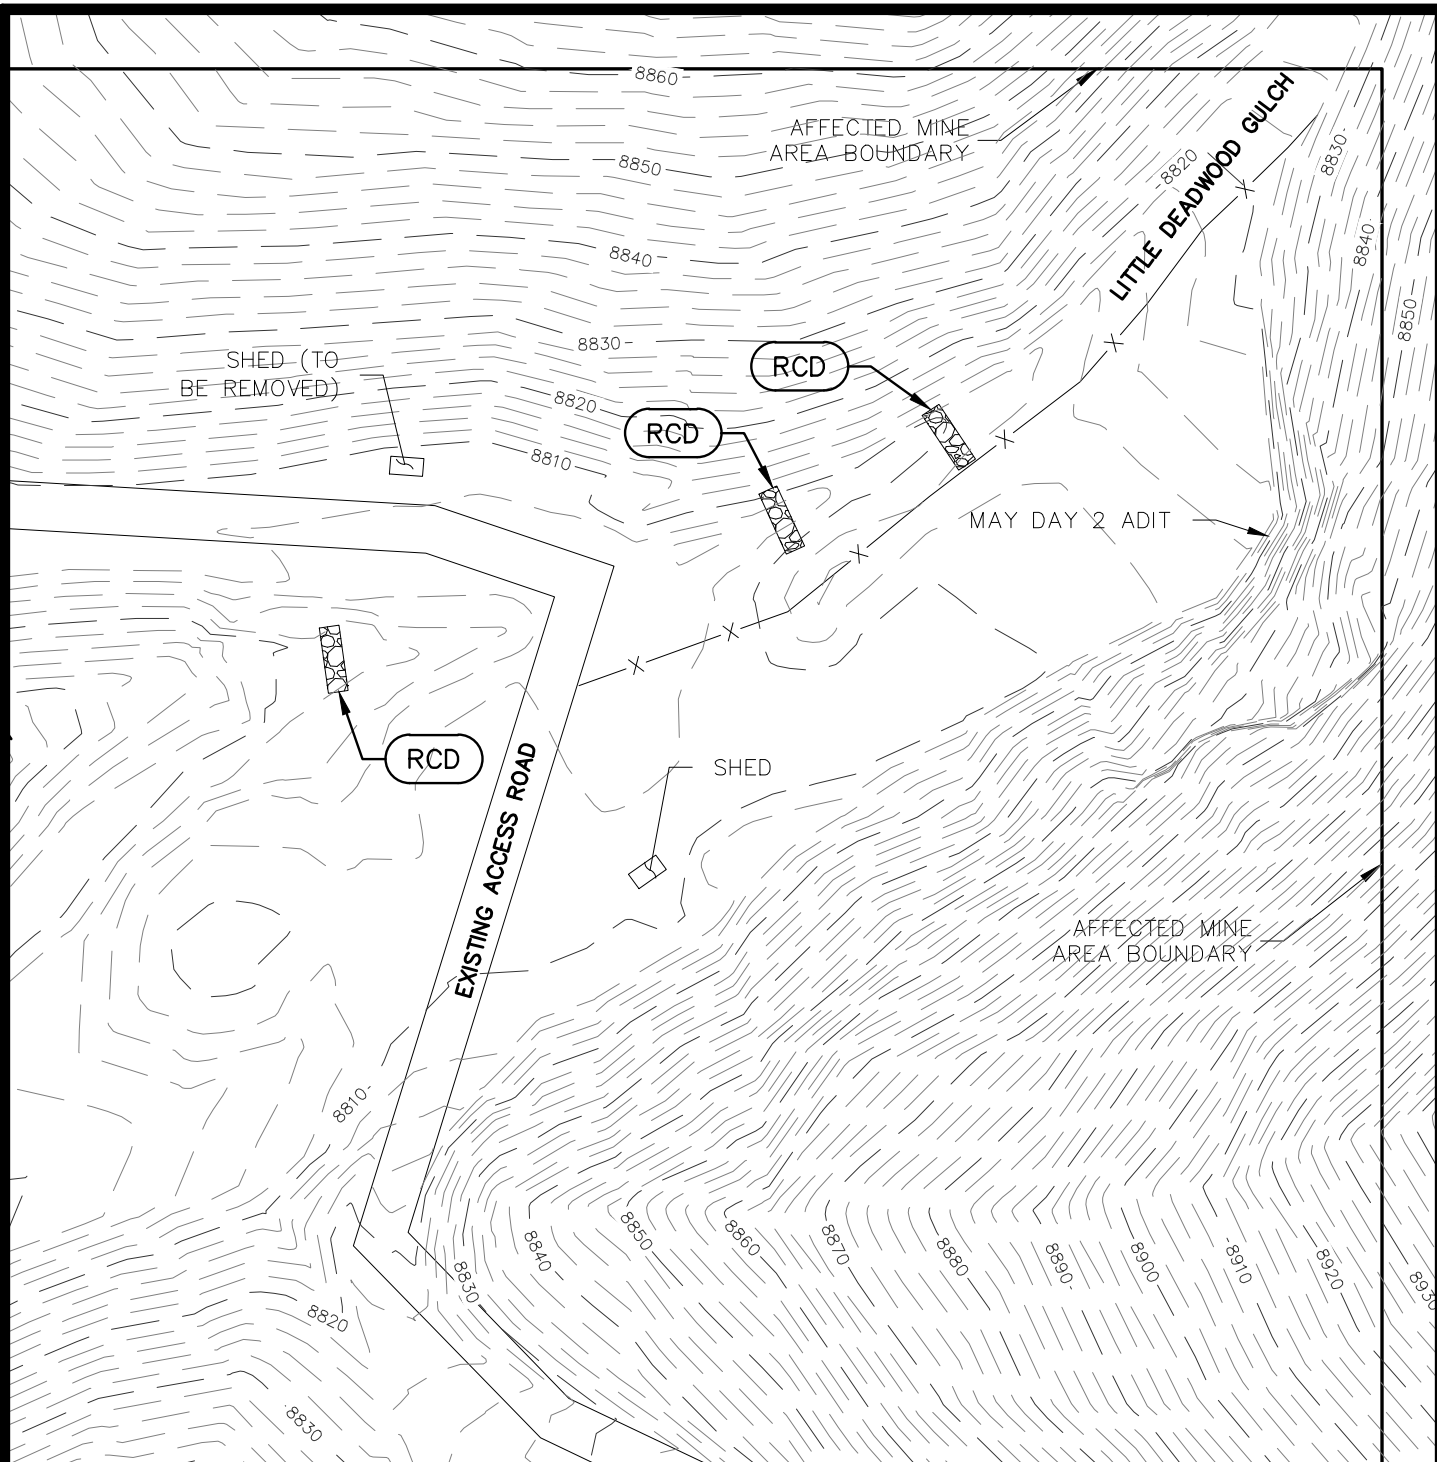 8860
AFFECTED MINE
AREA BOUNDARY
LITTLE DEADWOOD GULCH
8820
8830
8850
8840
8840
8850
8830
SHED (TO
BE REMOVED)
RCD
8820
RCD
8810
MAY DAY 2 ADIT
RCD
SHED
EXISTING ACCESS ROAD
AFFECTED MINE
AREA BOUNDARY
8810
8850
8860
8870
8880
8890
8900
8910
8920
8930
8840
8830
8820
8830